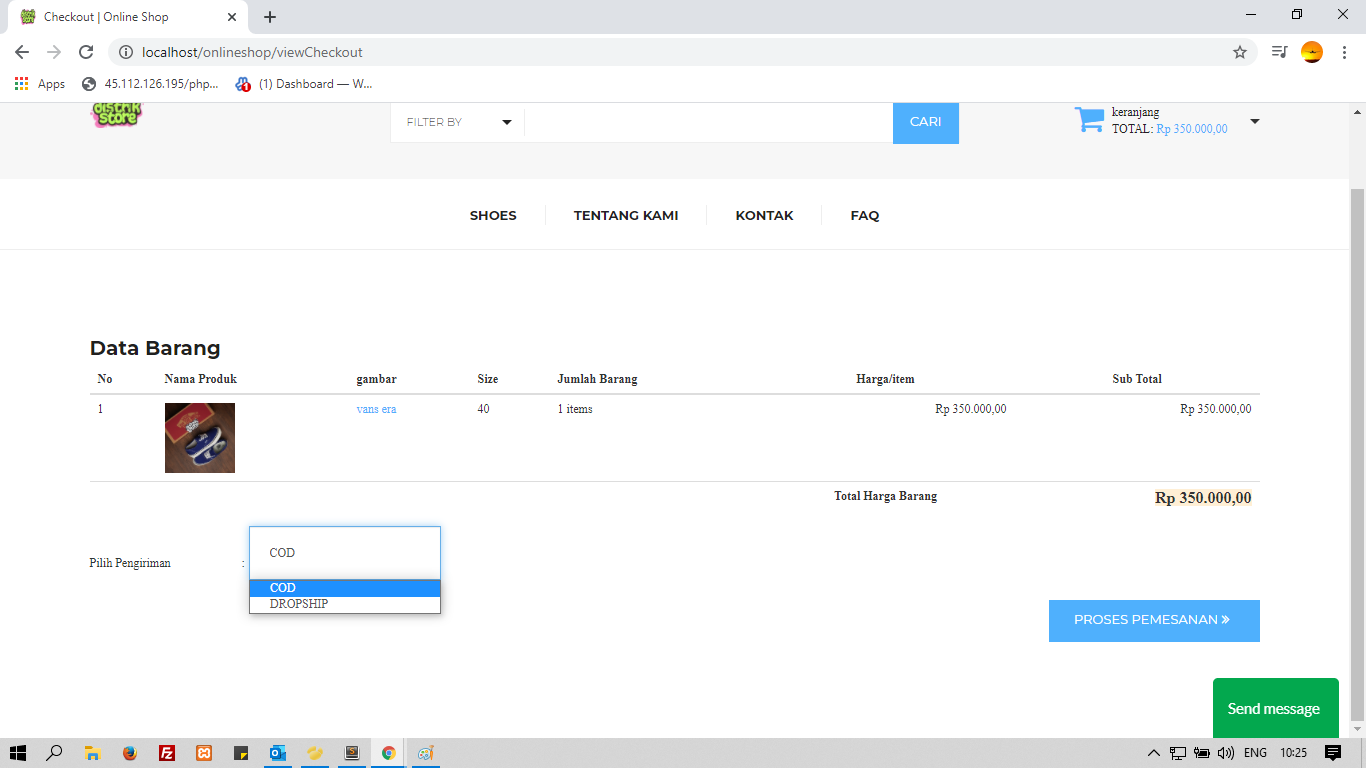 Checkout | Online Shop
localhost/onlineshop/viewCheckout
Apps
45.112.126.195/php...
(1) Dashboard — W...
distrik
store
FILTER BY
CARI
keranjang
TOTAL: Rp 350.000,00
SHOES
TENTANG KAMI
KONTAK
FAQ
Data Barang
No Nama Produk gambar Size Jumlah Barang Harga/item Sub Total
1 vans era 40 1 items Rp 350.000,00 Rp 350.000,00
Total Harga Barang Rp 350.000,00
Pilih Pengiriman : COD
COD
DROPSHIP
PROSES PEMESANAN »
Send message
ENG 10:25